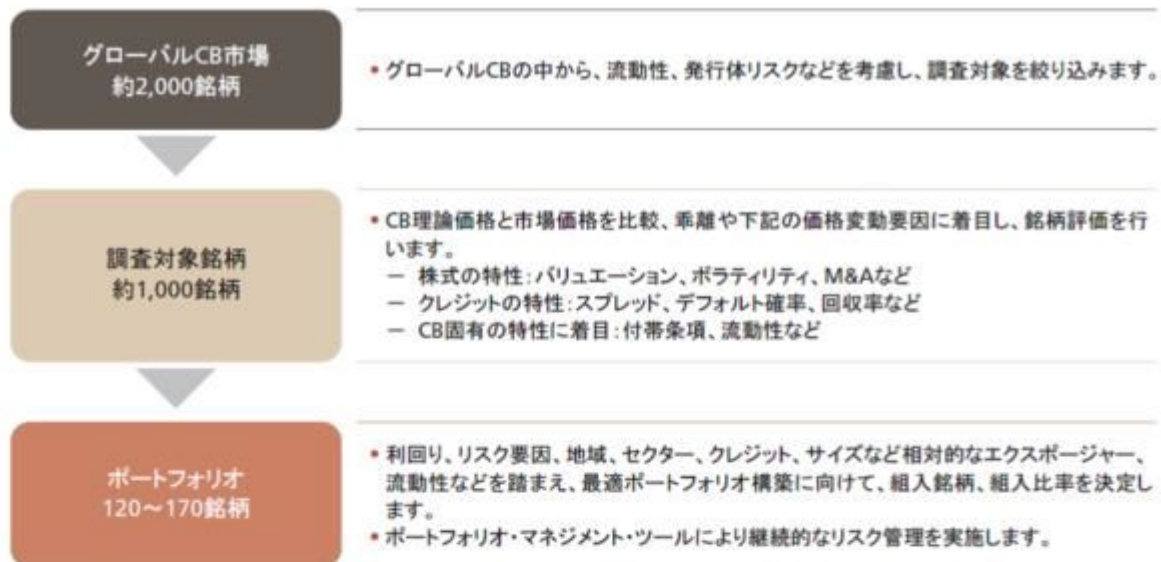 グローバルCB市場
約2,000銘柄
• グローバルCBの中から、流動性、発行体リスクなどを考慮し、調査対象を絞り込みます。
調査対象銘柄
約1,000銘柄
• CB理論価格と市場価格を比較、乖離や下記の価格変動要因に着目し、銘柄評価を行
います。
－ 株式の特性：バリュエーション、ボラティリティ、M&Aなど
－ クレジットの特性：スプレッド、デフォルト確率、回収率など
－ CB固有の特性に着目：付帯条項、流動性など
ポートフォリオ
120～170銘柄
• 利回り、リスク要因、地域、セクター、クレジット、サイズなど相対的なエクスポージャー、
流動性などを踏まえ、最適ポートフォリオ構築に向けて、組入銘柄、組入比率を決定し
ます。
• ポートフォリオ・マネジメント・ツールにより継続的なリスク管理を実施します。